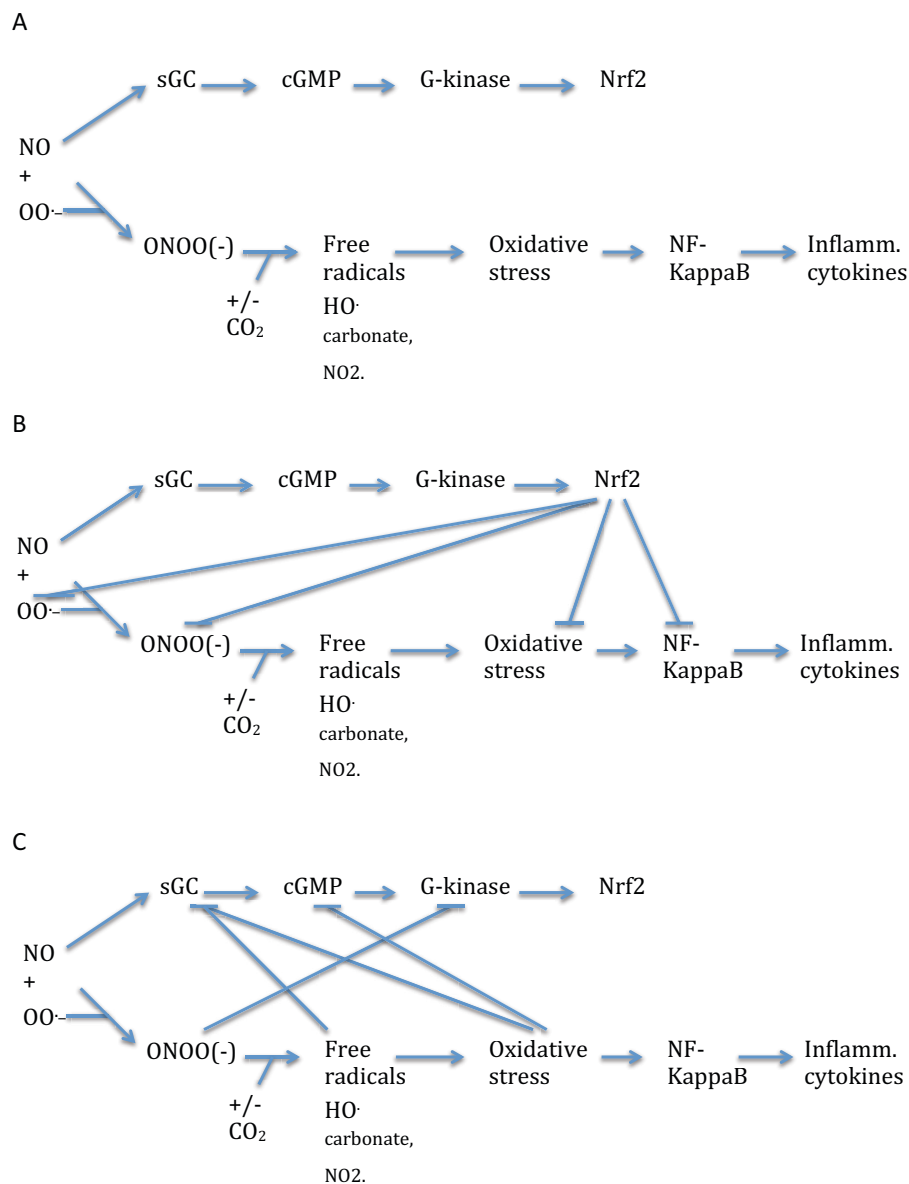 A
sGC cGMP G-kinase Nrf2
NO
+
OO·–
ONOO(-) Free Oxidative NF- Inflamm.
radicals stress KappaB cytokines
+/- HO·
CO₂ carbonate,
NO2.
B
sGC cGMP G-kinase Nrf2
NO
+
OO·–
ONOO(-) Free Oxidative NF- Inflamm.
radicals stress KappaB cytokines
+/- HO·
CO₂ carbonate,
NO2.
C
sGC cGMP G-kinase Nrf2
NO
+
OO·–
ONOO(-) Free Oxidative NF- Inflamm.
radicals stress KappaB cytokines
+/- HO·
CO₂ carbonate,
NO2.